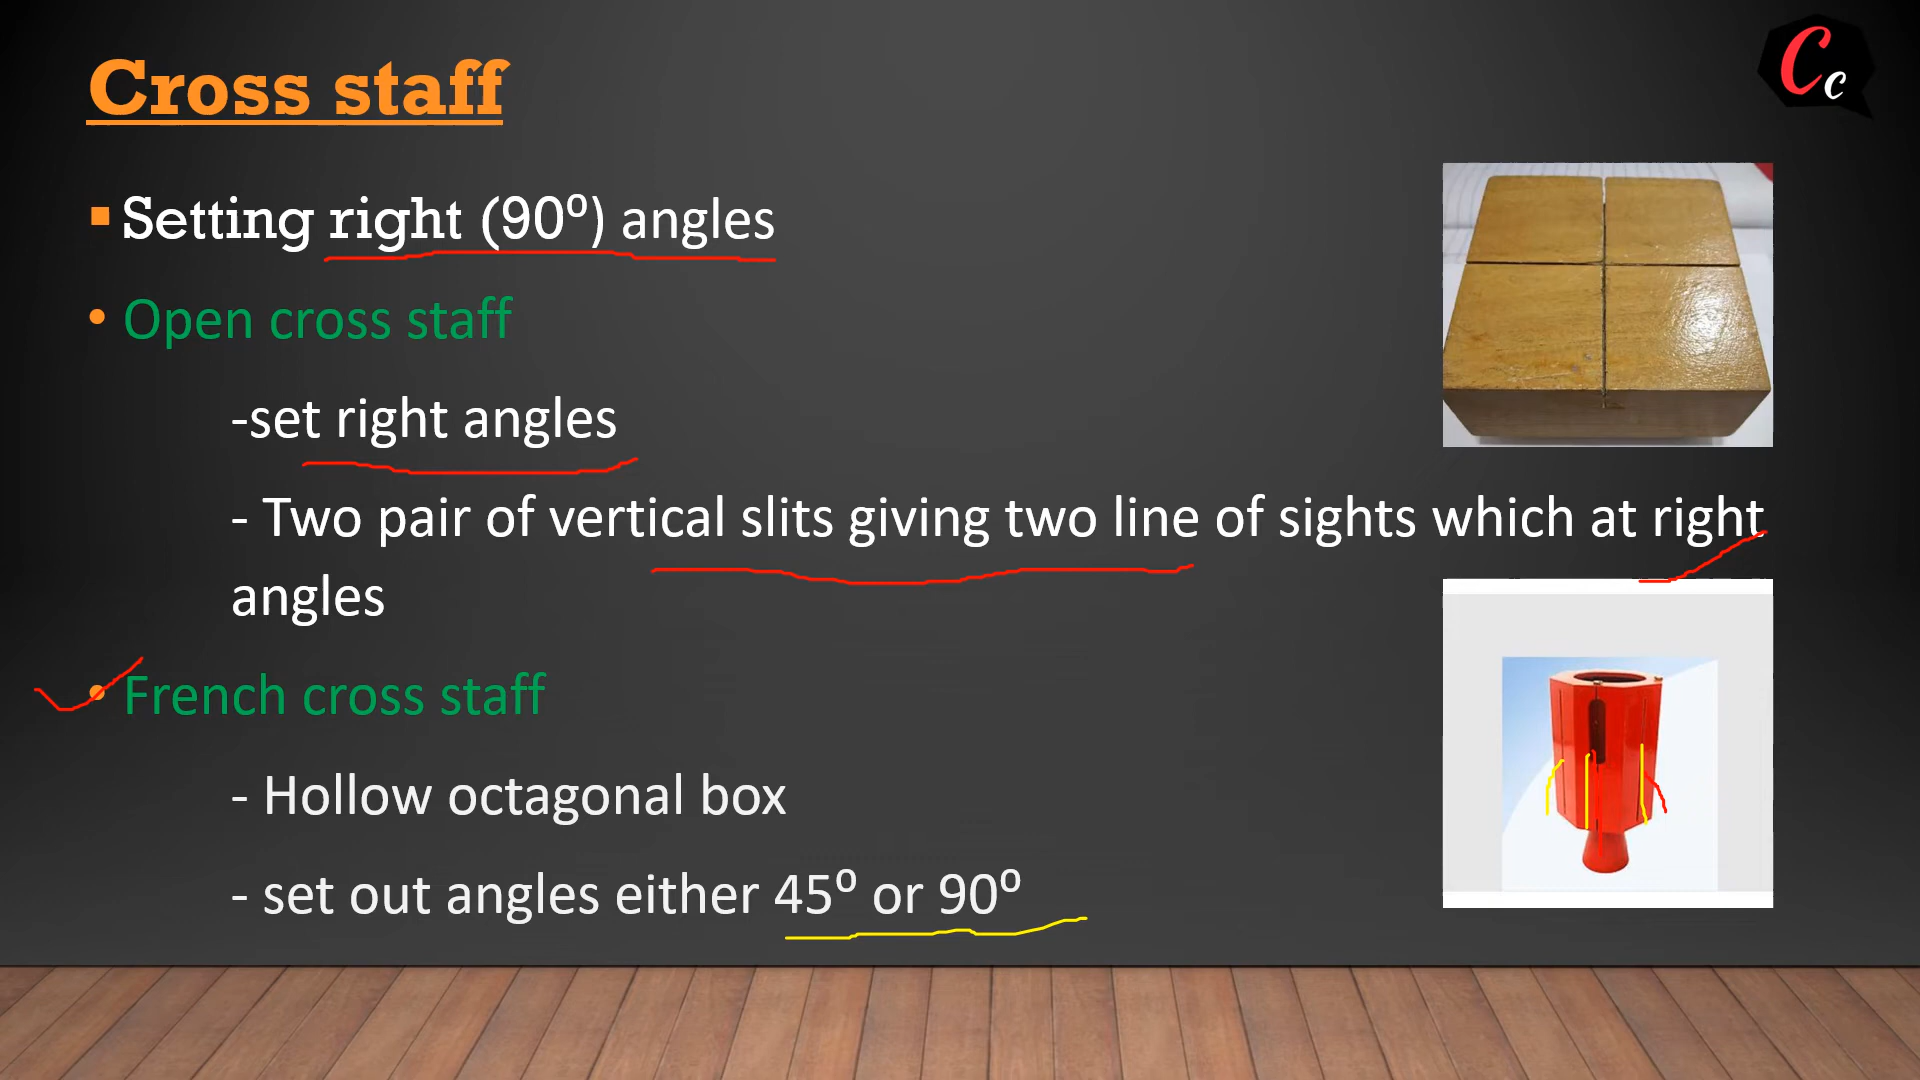 Cross staff
Cc
Setting right (90⁰) angles
Open cross staff
-set right angles
- Two pair of vertical slits giving two line of sights which at right
angles
French cross staff
- Hollow octagonal box
- set out angles either 45⁰ or 90⁰